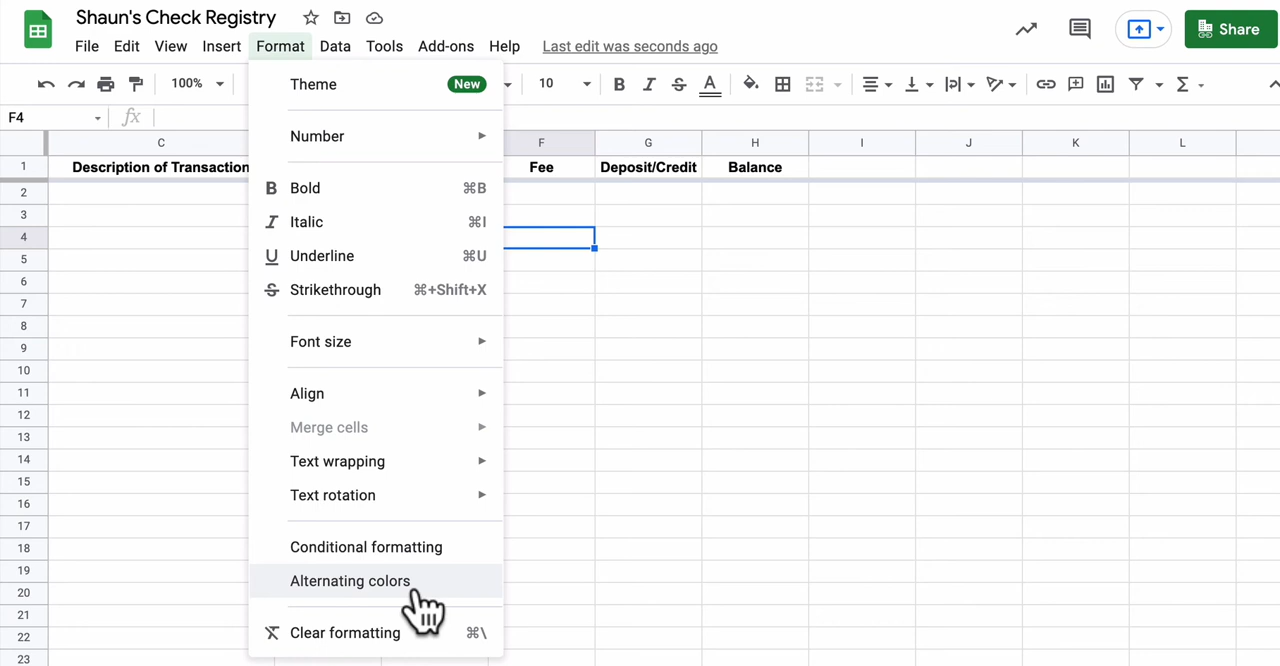 Shaun's Check Registry
File Edit View Insert Format Data Tools Add-ons Help Last edit was seconds ago
Share
100% 10 B I S A Σ
F4 fx
C F G H I J K L
1 Description of Transaction Fee Deposit/Credit Balance
2
3
4
5
6
7
8
9
10
11
12
13
14
15
16
17
18
19
20
21
22
23
Theme New
Number
B Bold ⌘B
I Italic ⌘I
U Underline ⌘U
S Strikethrough ⌘+Shift+X
Font size
Align
Merge cells
Text wrapping
Text rotation
Conditional formatting
Alternating colors
Clear formatting ⌘\